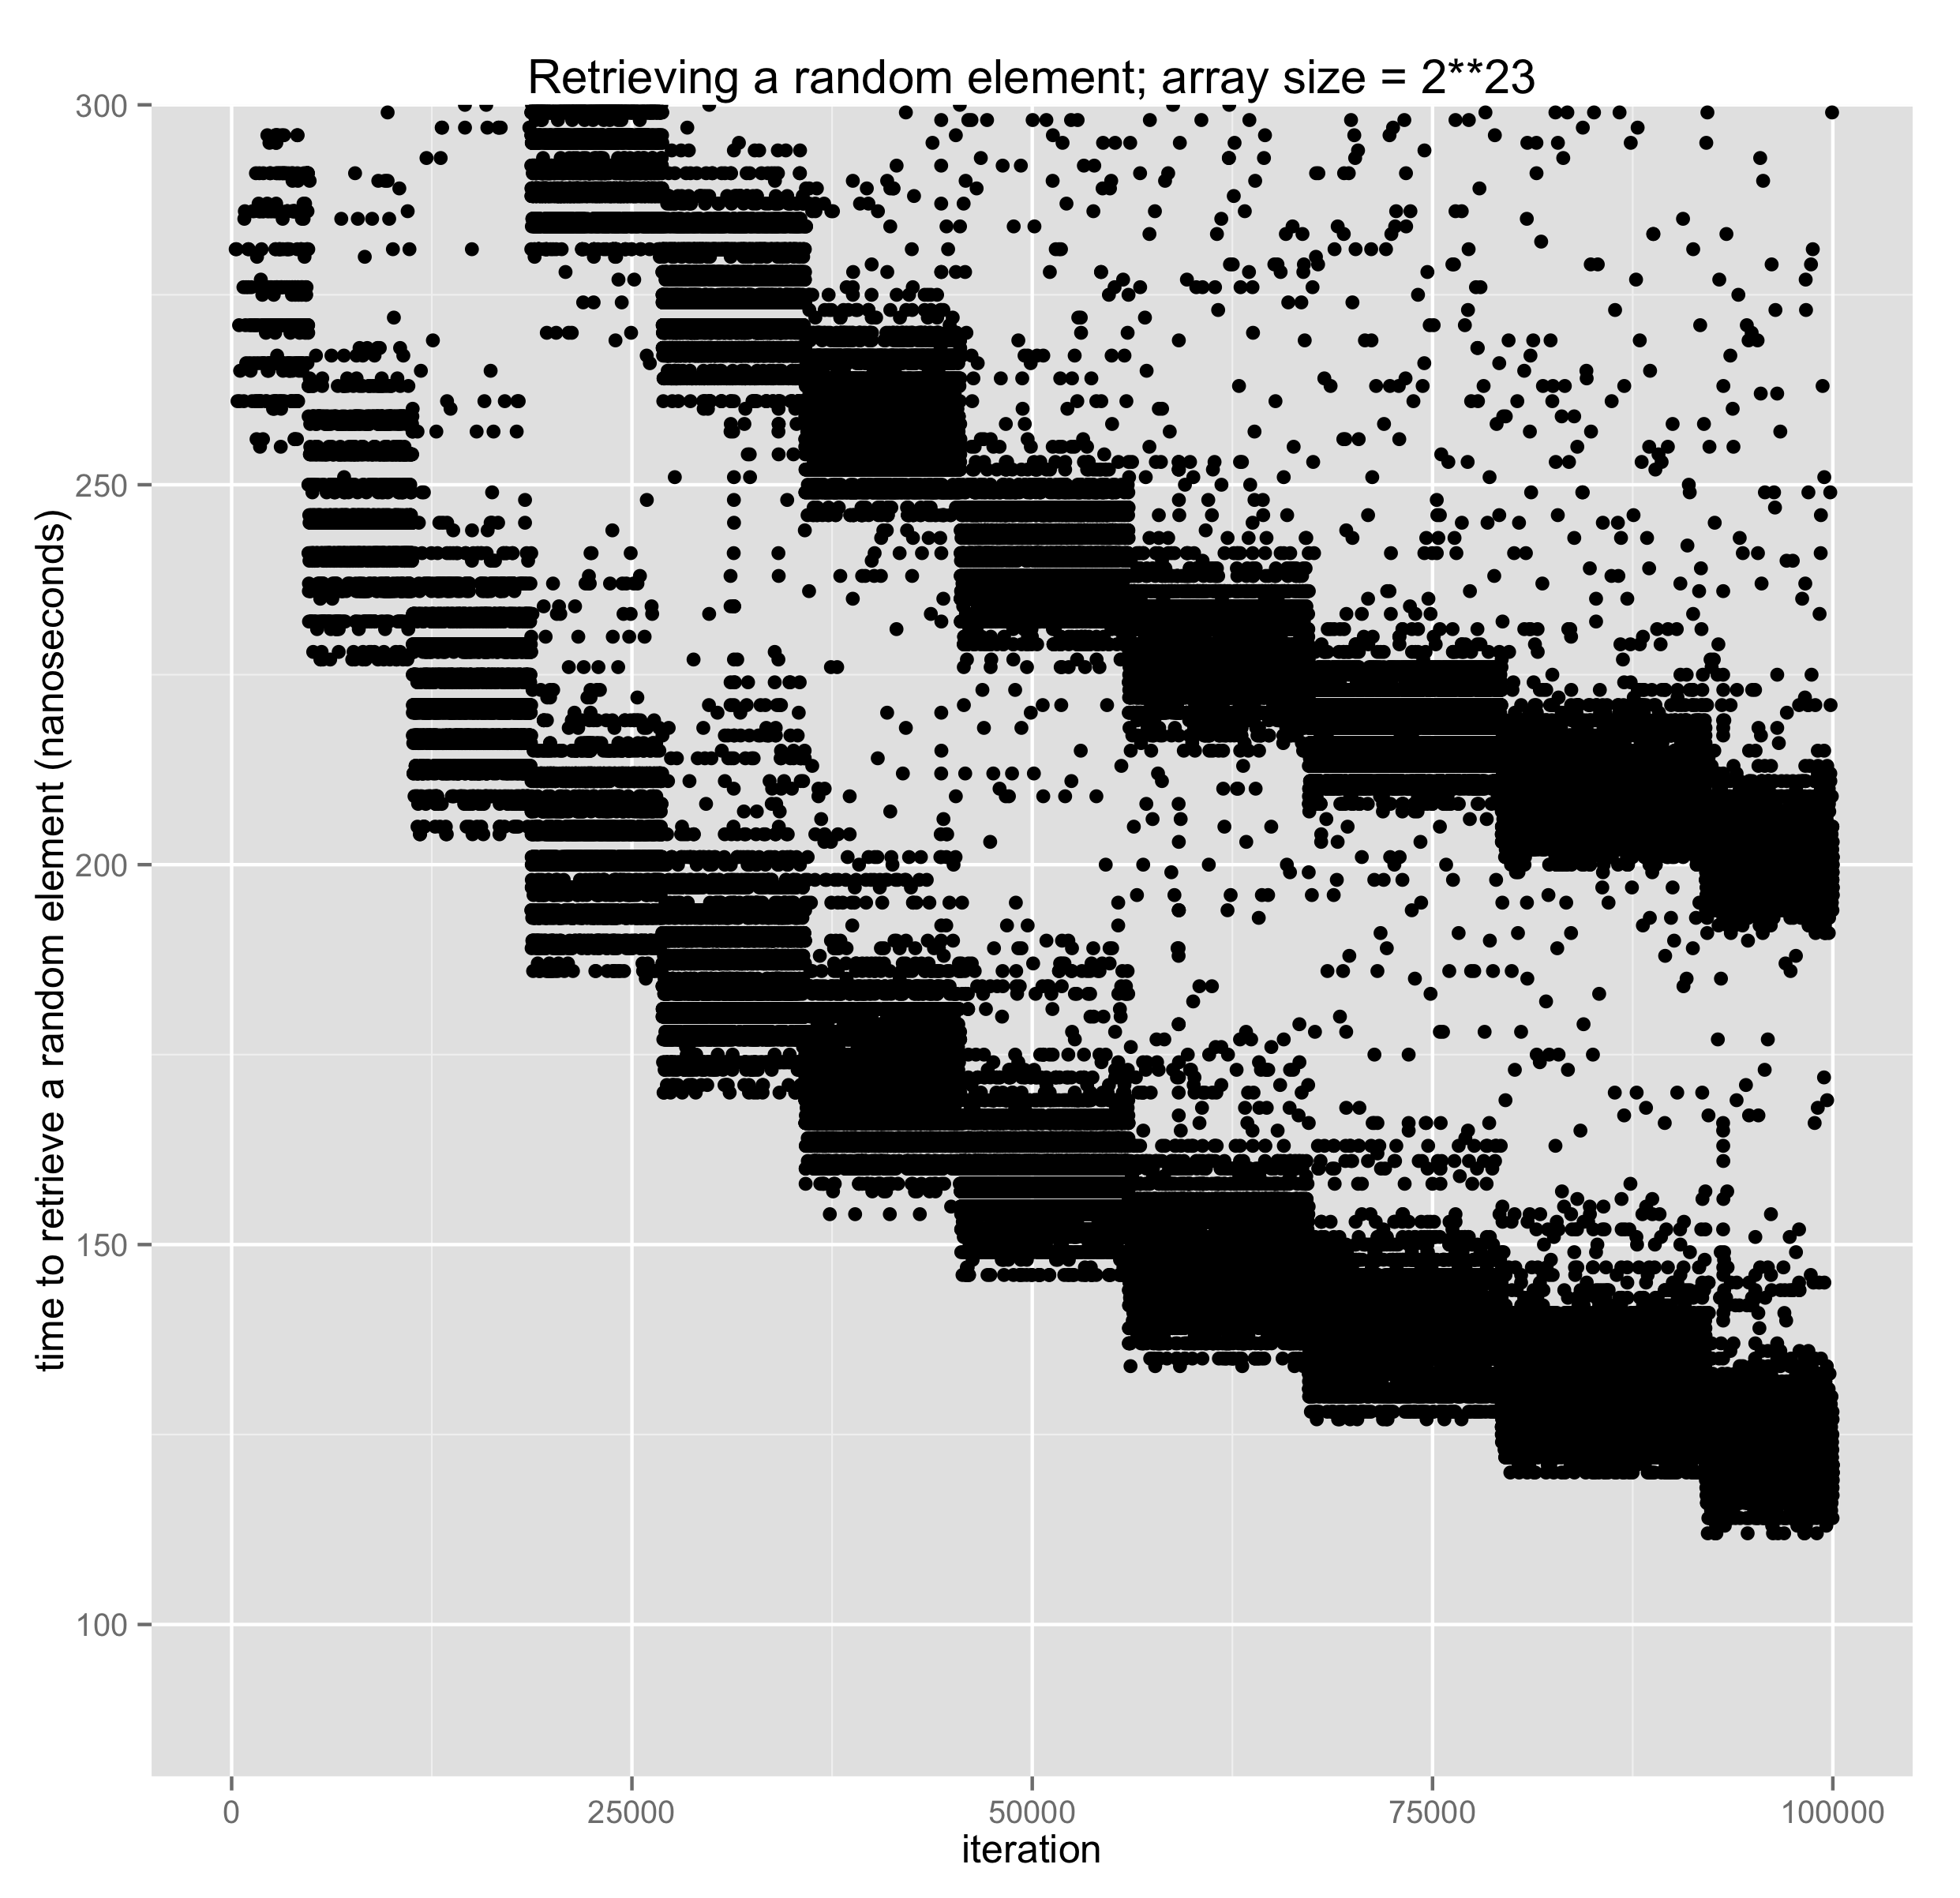 Retrieving a random element; array size = 2**23
time to retrieve a random element (nanoseconds)
300
250
200
150
100
0 25000 50000 75000 100000
iteration